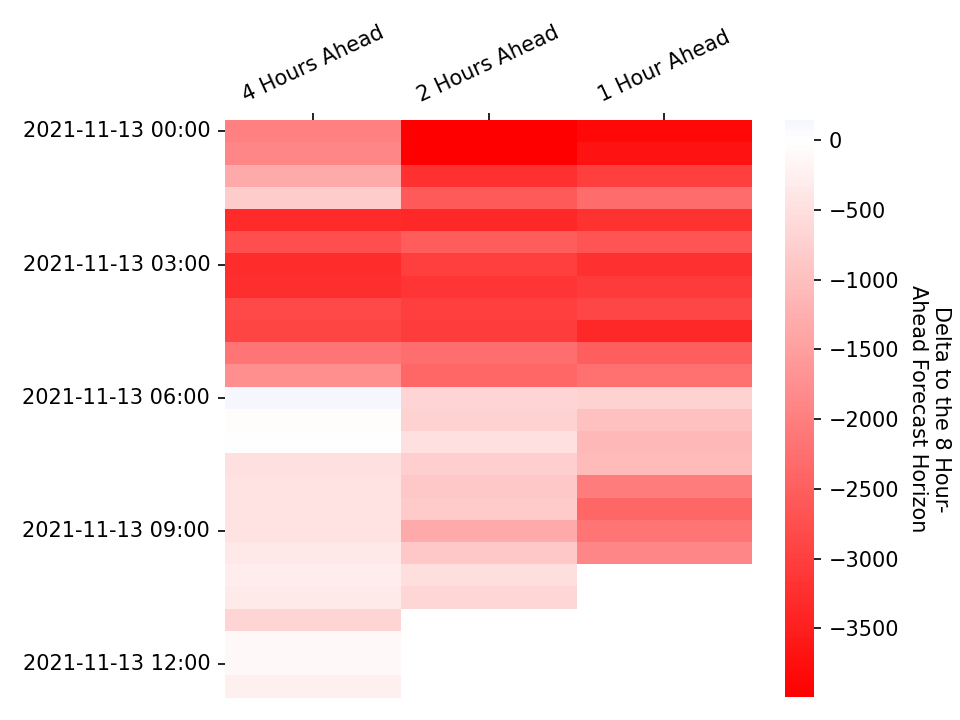 4 Hours Ahead
2 Hours Ahead
1 Hour Ahead
2021-11-13 00:00
2021-11-13 03:00
2021-11-13 06:00
2021-11-13 09:00
2021-11-13 12:00
0
−500
−1000
−1500
−2000
−2500
−3000
−3500
Delta to the 8 Hour-
Ahead Forecast Horizon